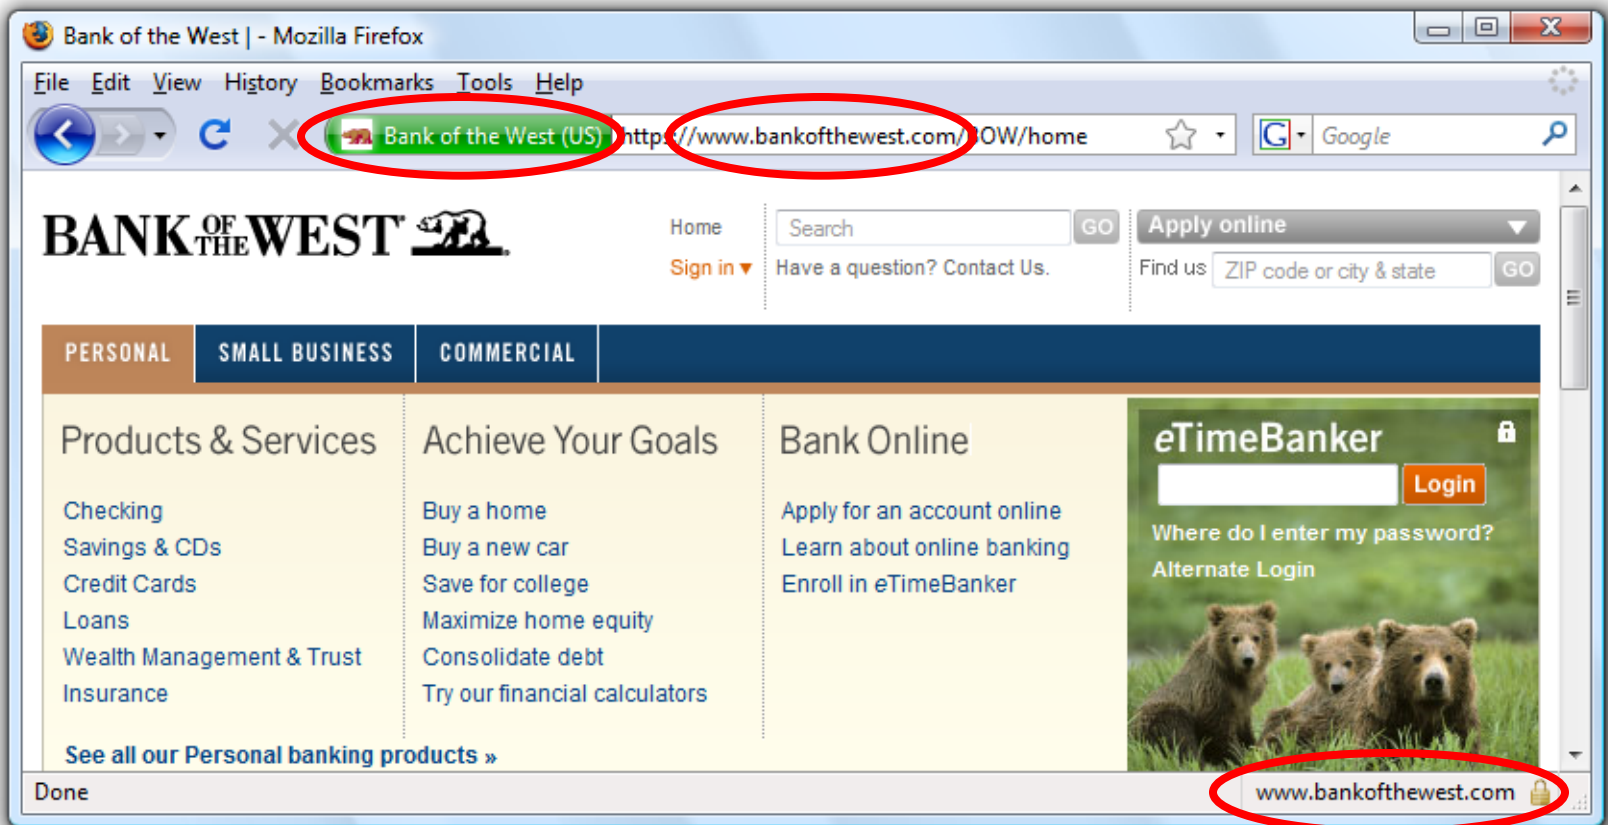 Bank of the West | - Mozilla Firefox
File Edit View History Bookmarks Tools Help
Bank of the West (US) https://www.bankofthewest.com/BOW/home G Google
BANK OF THE WEST
Home Search GO Apply online
Sign in ▾ Have a question? Contact Us. Find us ZIP code or city & state GO
PERSONAL SMALL BUSINESS COMMERCIAL
Products & Services
Checking
Savings & CDs
Credit Cards
Loans
Wealth Management & Trust
Insurance
See all our Personal banking products »
Achieve Your Goals
Buy a home
Buy a new car
Save for college
Maximize home equity
Consolidate debt
Try our financial calculators
Bank Online
Apply for an account online
Learn about online banking
Enroll in eTimeBanker
eTimeBanker
Login
Where do I enter my password?
Alternate Login
Done www.bankofthewest.com